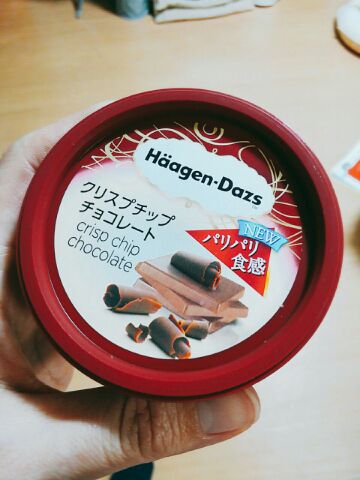 Häagen-Dazs
クリスプチップ
チョコレート
crisp chip
chocolate
NEW
パリパリ
食感